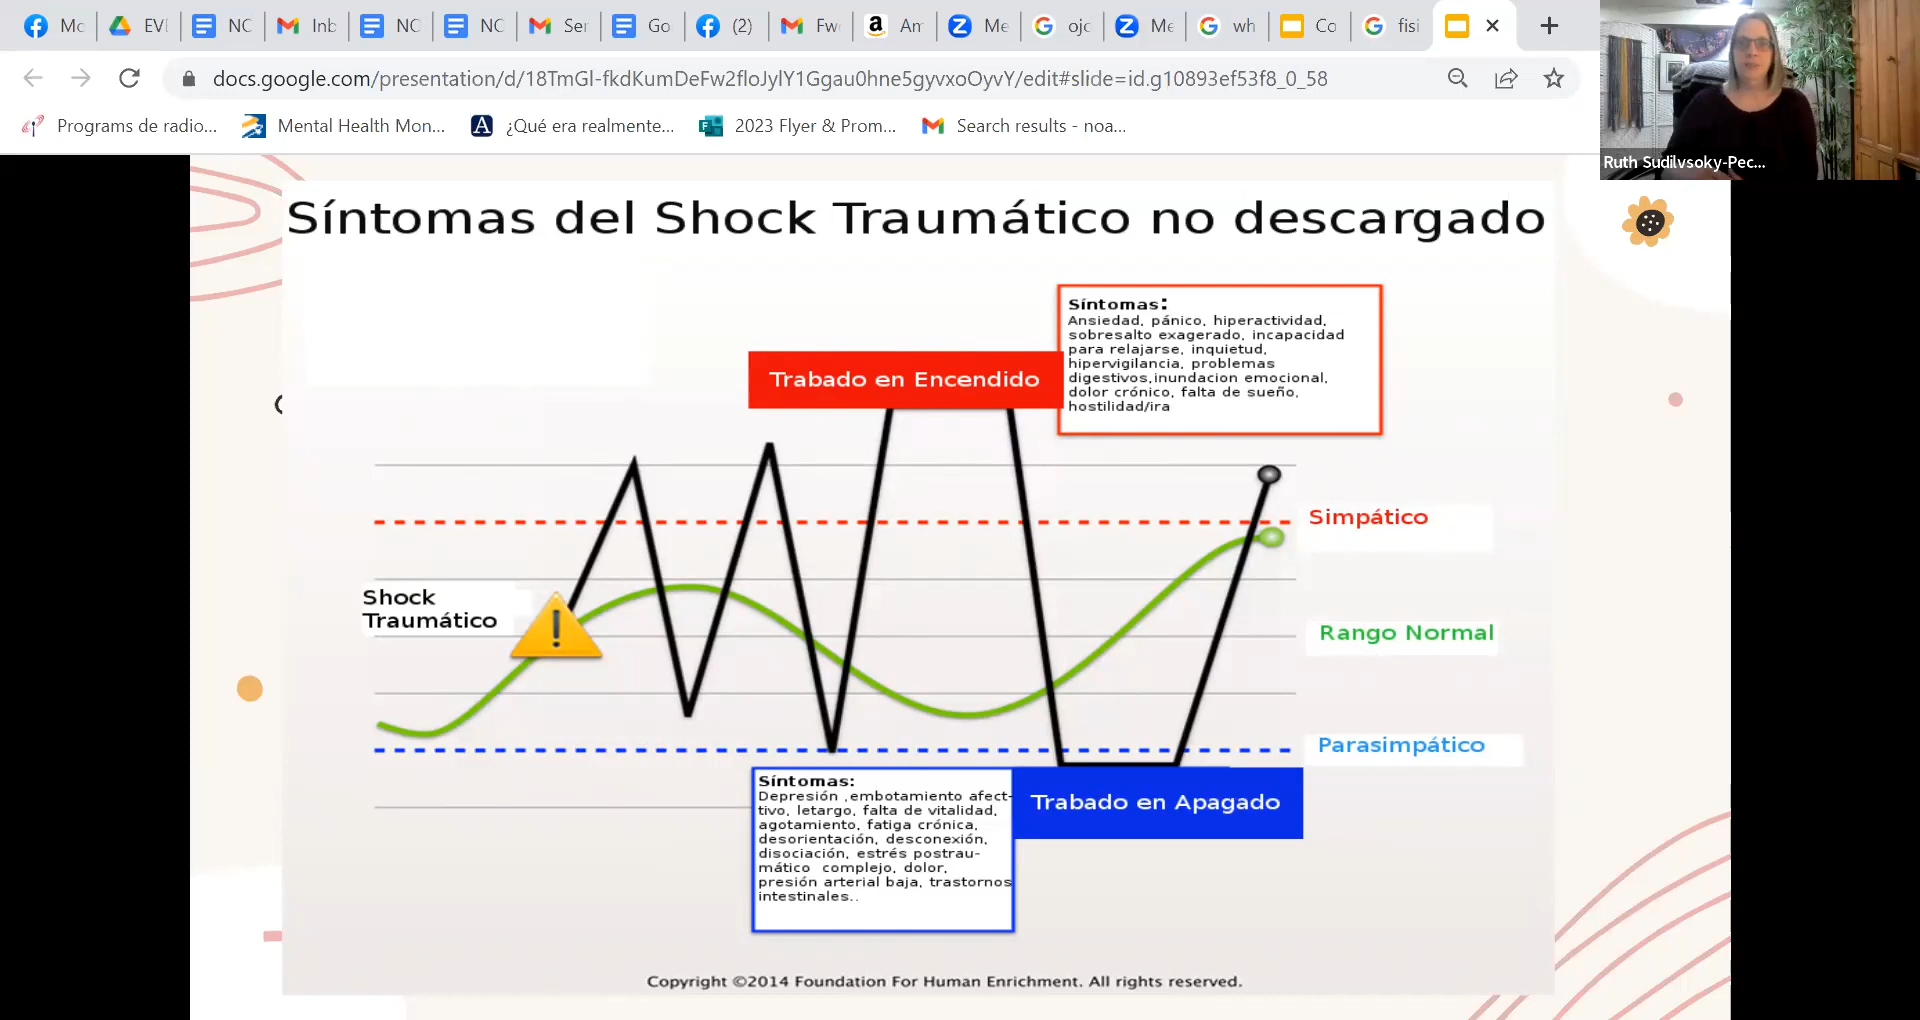 Mc
EVI
NC
Inb
NC
NC
Ser
Go
(2)
Fw
An
Me
ojo
Me
wh
Co
fisi
docs.google.com/presentation/d/18TmGl-fkdKumDeFw2floJylY1Ggau0hne5gyvxoOyvY/edit#slide=id.g10893ef53f8_0_58
Programs de radio...
Mental Health Mon...
¿Qué era realmente...
2023 Flyer & Prom...
Search results - noa...
Ruth Sudilvsoky-Pec...
Síntomas del Shock Traumático no descargado
Síntomas:
Ansiedad, pánico, hiperactividad,
sobresalto exagerado, incapacidad
para relajarse, inquietud,
hipervigilancia, problemas
digestivos,inundacion emocional,
dolor crónico, falta de sueño,
hostilidad/ira
Trabado en Encendido
Simpático
Shock
Traumático
Rango Normal
Parasimpático
Síntomas:
Depresión ,embotamiento afect-
tivo, letargo, falta de vitalidad,
agotamiento, fatiga crónica,
desorientación, desconexión,
disociación, estrés postrau-
mático complejo, dolor,
presión arterial baja, trastornos
intestinales..
Trabado en Apagado
Copyright ©2014 Foundation For Human Enrichment. All rights reserved.